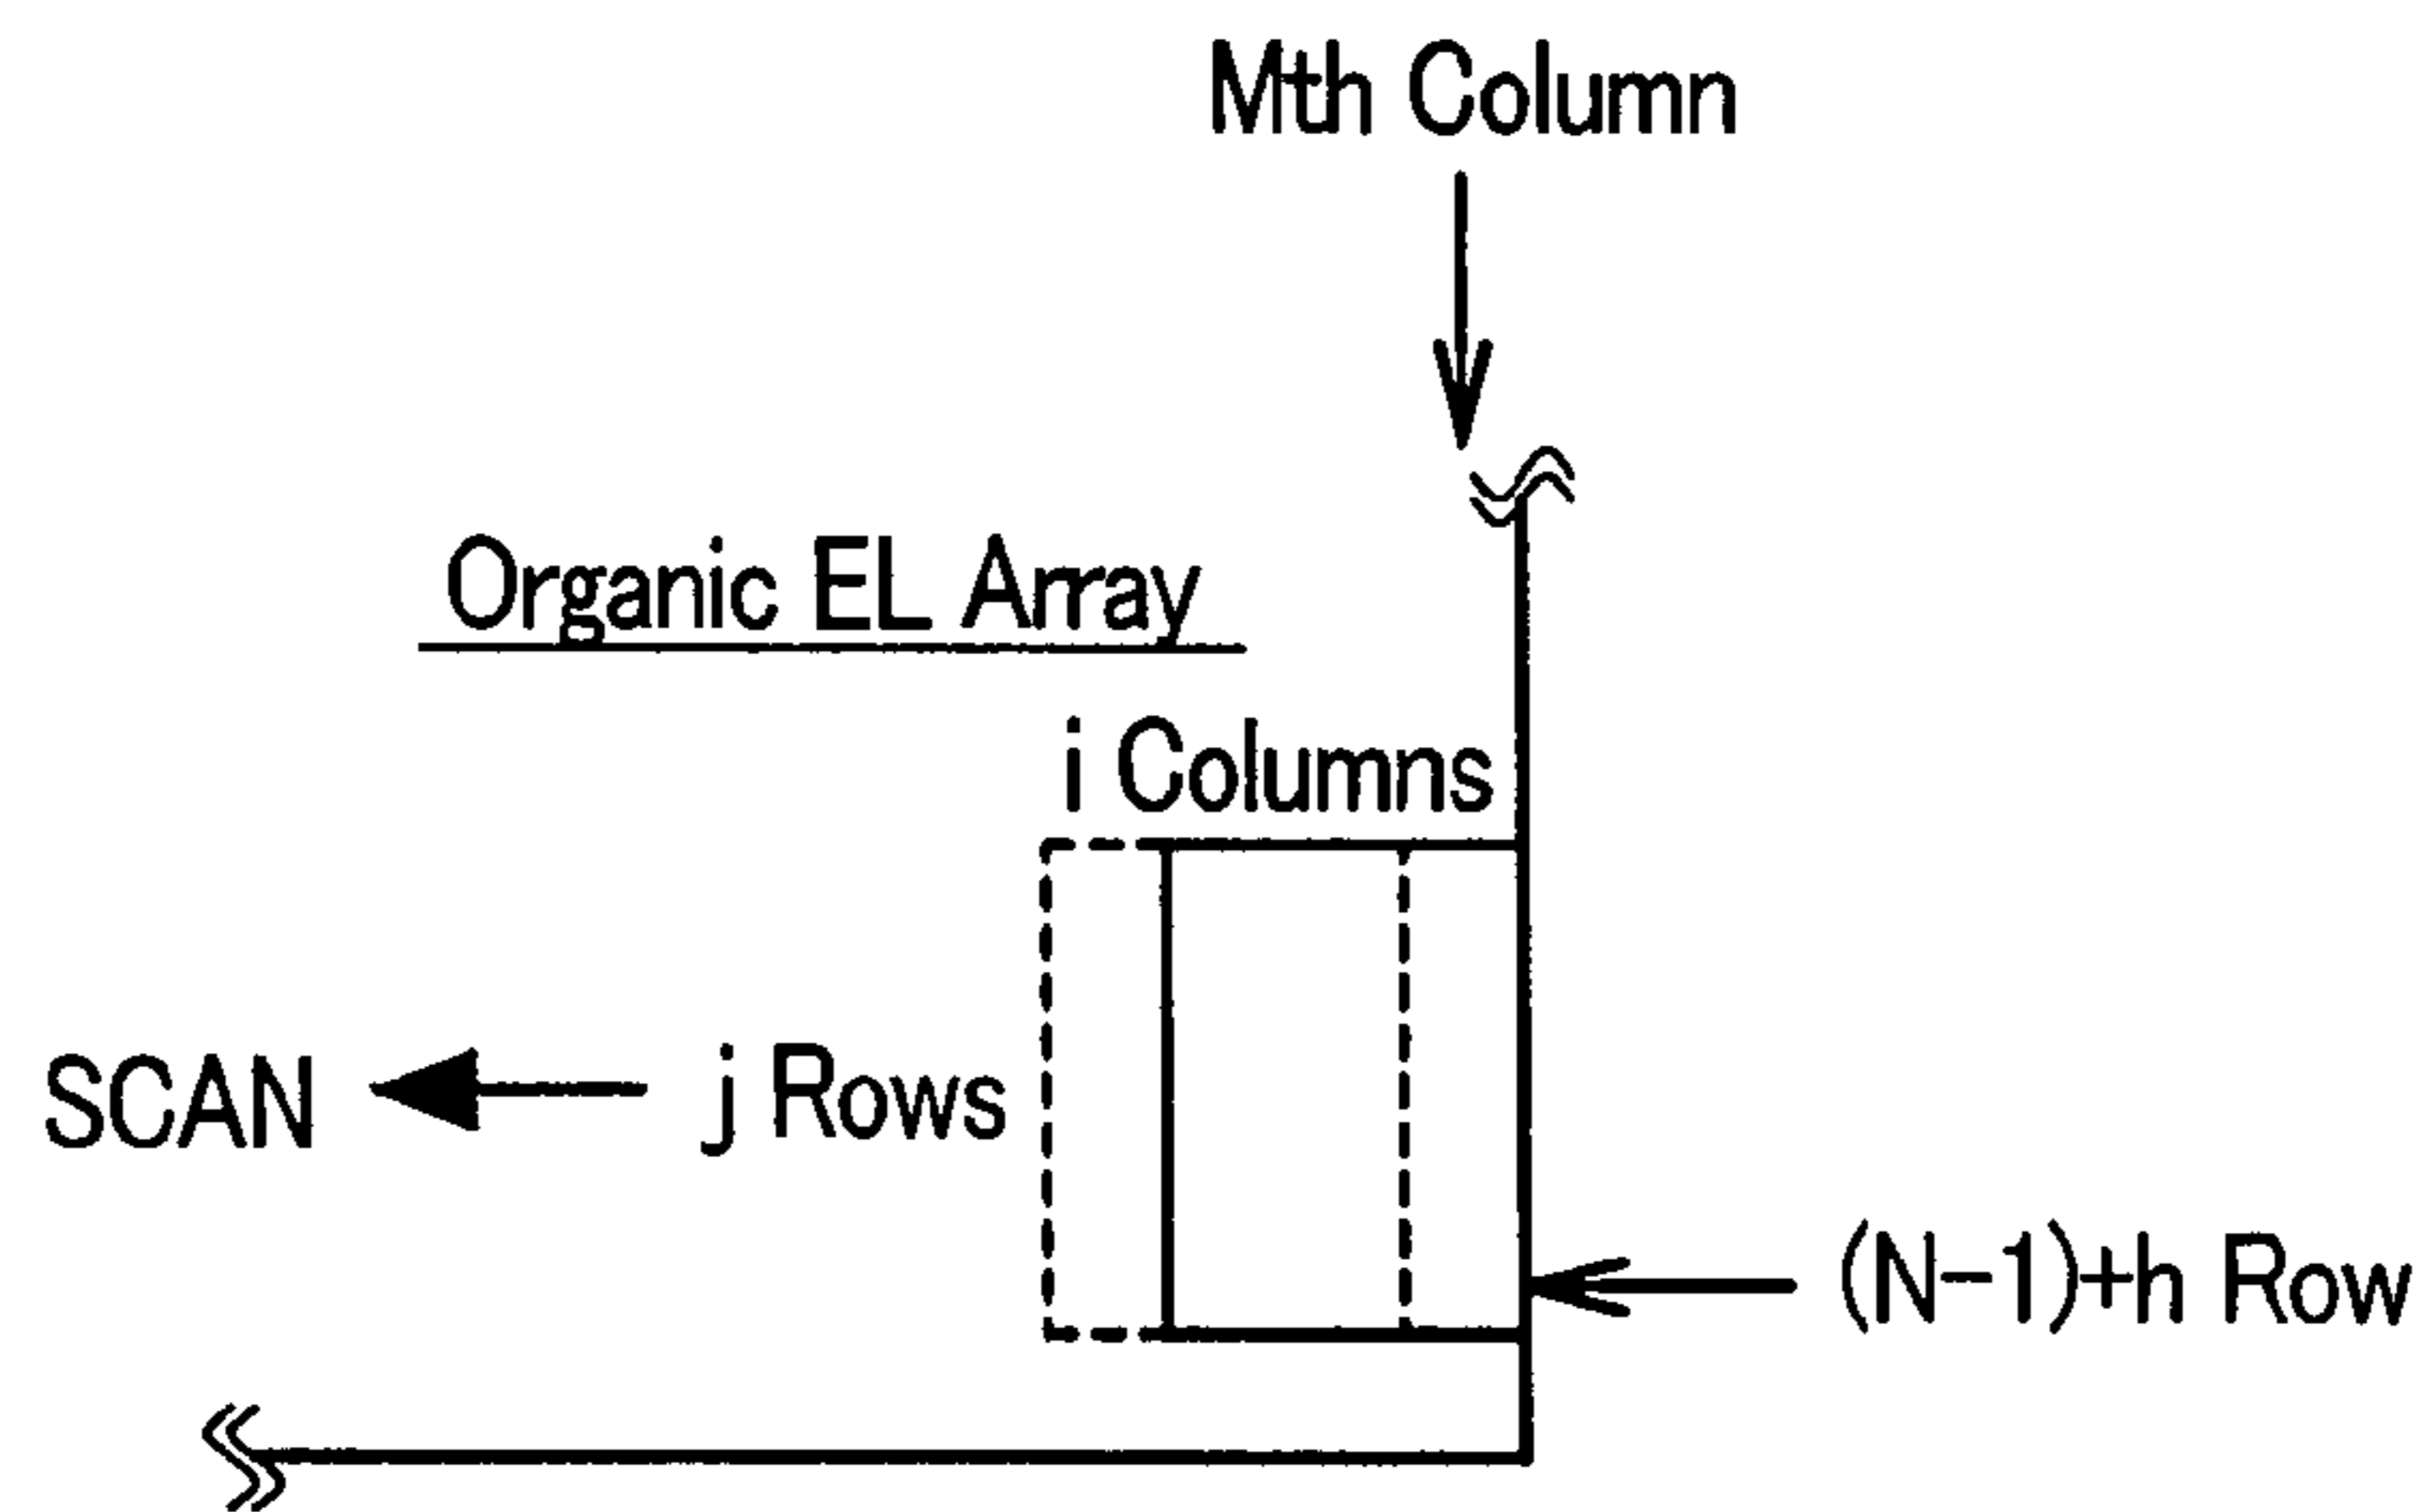 Mth Column
Organic EL Array
i Columns
SCAN
j Rows
(N-1)+h Row